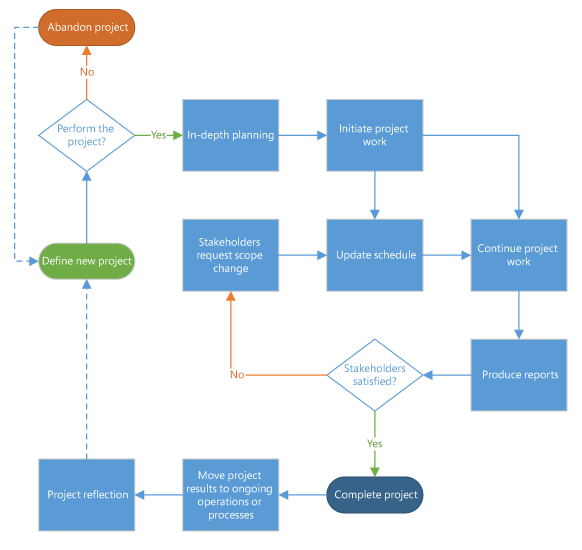 Abandon project
No
Perform the
project?
Yes
In-depth planning
Initiate project
work
Define new project
Stakeholders
request scope
change
Update schedule
Continue project
work
No
Stakeholders
satisfied?
Produce reports
Yes
Project reflection
Move project
results to ongoing
operations or
processes
Complete project